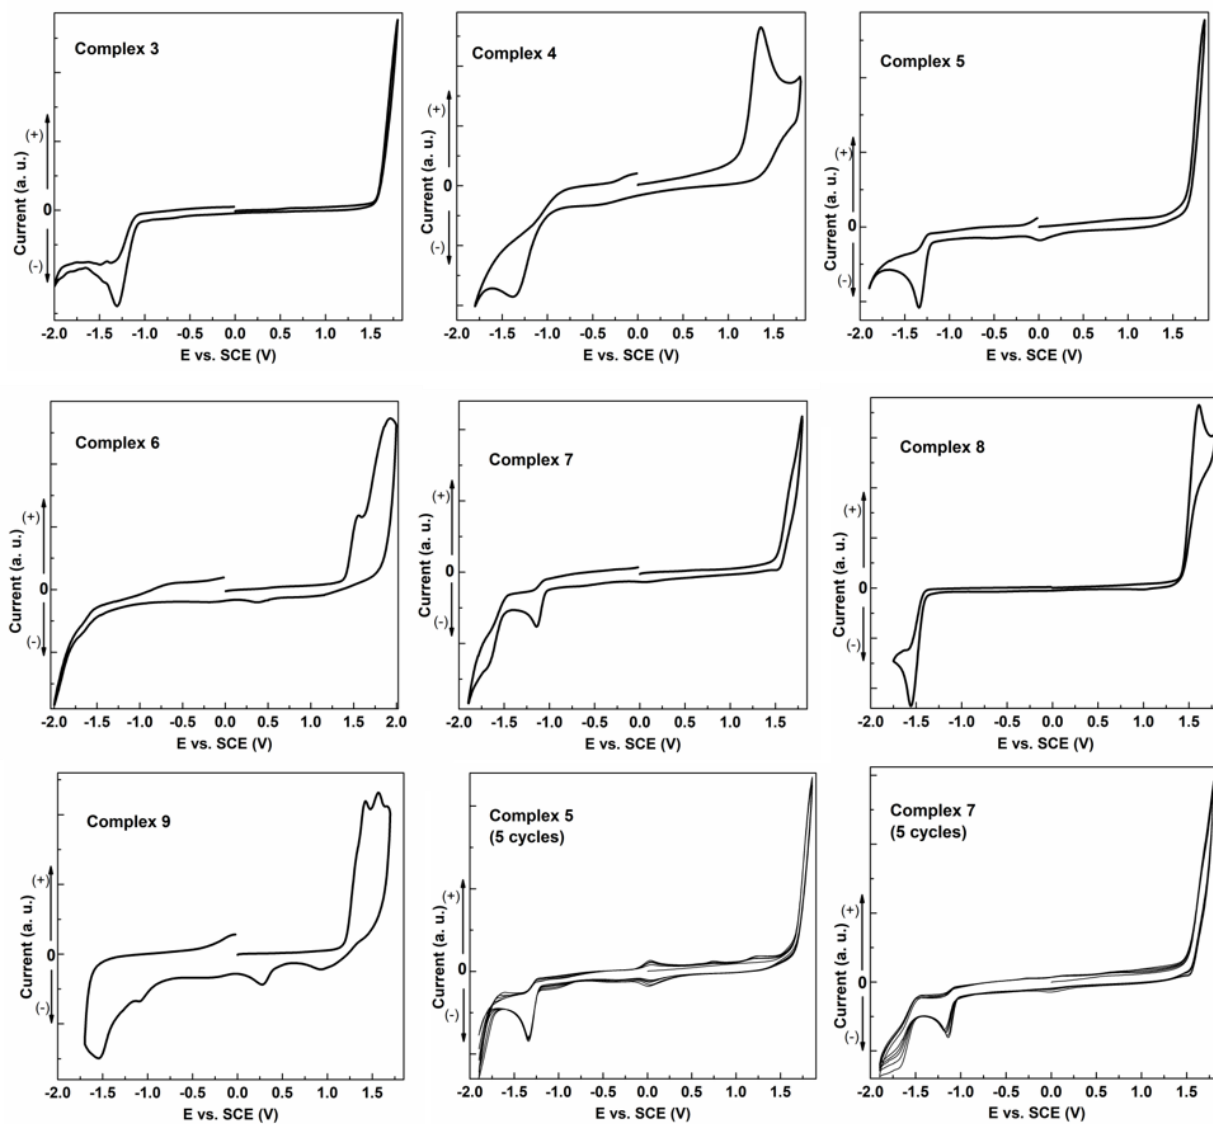 Complex 3
Current (a. u.)
(+)
0
(-)
-2.0 -1.5 -1.0 -0.5 0.0 0.5 1.0 1.5
E vs. SCE (V)
Complex 4
Current (a. u.)
(+)
0
(-)
-2.0 -1.5 -1.0 -0.5 0.0 0.5 1.0 1.5
E vs. SCE (V)
Complex 5
Current (a. u.)
(+)
0
(-)
-2.0 -1.5 -1.0 -0.5 0.0 0.5 1.0 1.5
E vs. SCE (V)
Complex 6
Current (a. u.)
(+)
0
(-)
-2.0 -1.5 -1.0 -0.5 0.0 0.5 1.0 1.5 2.0
E vs. SCE (V)
Complex 7
Current (a. u.)
(+)
0
(-)
-2.0 -1.5 -1.0 -0.5 0.0 0.5 1.0 1.5
E vs. SCE (V)
Complex 8
Current (a. u.)
(+)
0
(-)
-2.0 -1.5 -1.0 -0.5 0.0 0.5 1.0 1.5
E vs. SCE (V)
Complex 9
Current (a. u.)
(+)
0
(-)
-2.0 -1.5 -1.0 -0.5 0.0 0.5 1.0 1.5
E vs. SCE (V)
Complex 5
(5 cycles)
Current (a. u.)
(+)
0
(-)
-2.0 -1.5 -1.0 -0.5 0.0 0.5 1.0 1.5
E vs. SCE (V)
Complex 7
(5 cycles)
Current (a. u.)
(+)
0
(-)
-2.0 -1.5 -1.0 -0.5 0.0 0.5 1.0 1.5
E vs. SCE (V)